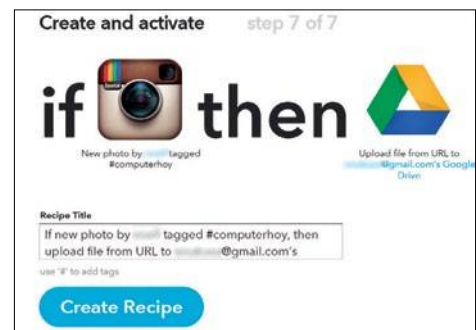 Create and activate step 7 of 7
if then
New photo by tagged
#computerhoy
Upload file from URL to
@gmail.com's Google
Drive
Recipe Title
If new photo by tagged #computerhoy, then
upload file from URL to @gmail.com's
use '#' to add tags
Create Recipe